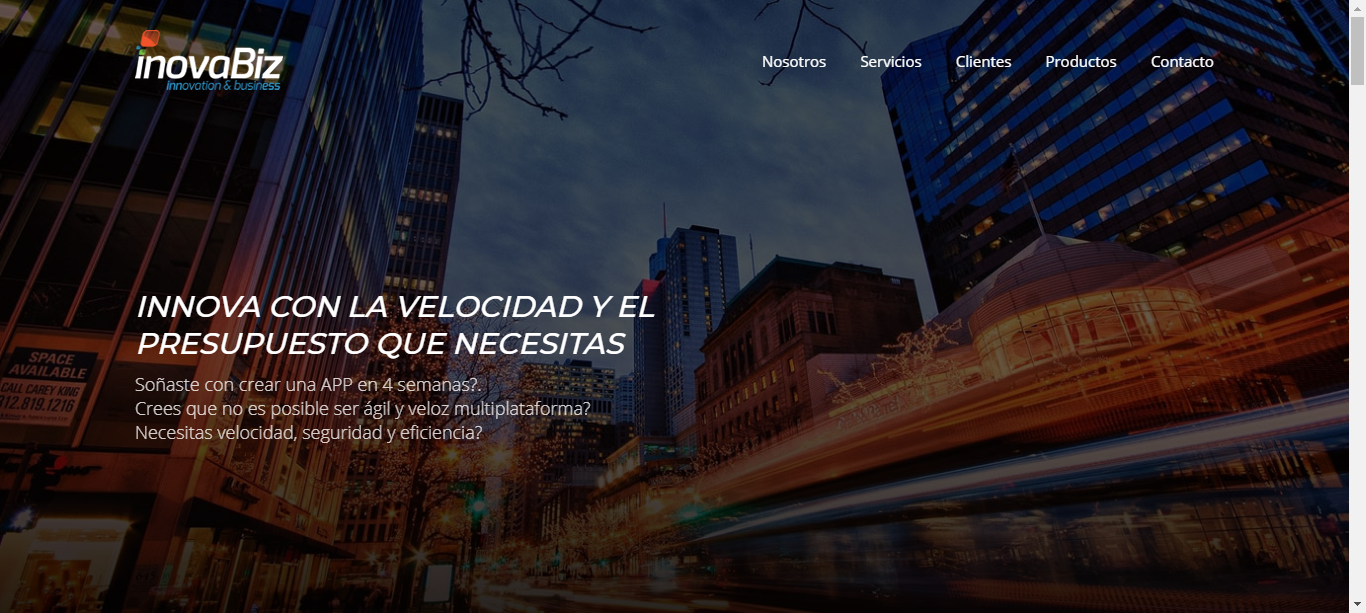 inovaBiz
Innovation & business
Nosotros Servicios Clientes Productos Contacto
INNOVA CON LA VELOCIDAD Y EL
PRESUPUESTO QUE NECESITAS
Soñaste con crear una APP en 4 semanas?.
Crees que no es posible ser ágil y veloz multiplataforma?
Necesitas velocidad, seguridad y eficiencia?
SPACE
AVAILABLE
CALL CAREY KING
312.819.1216